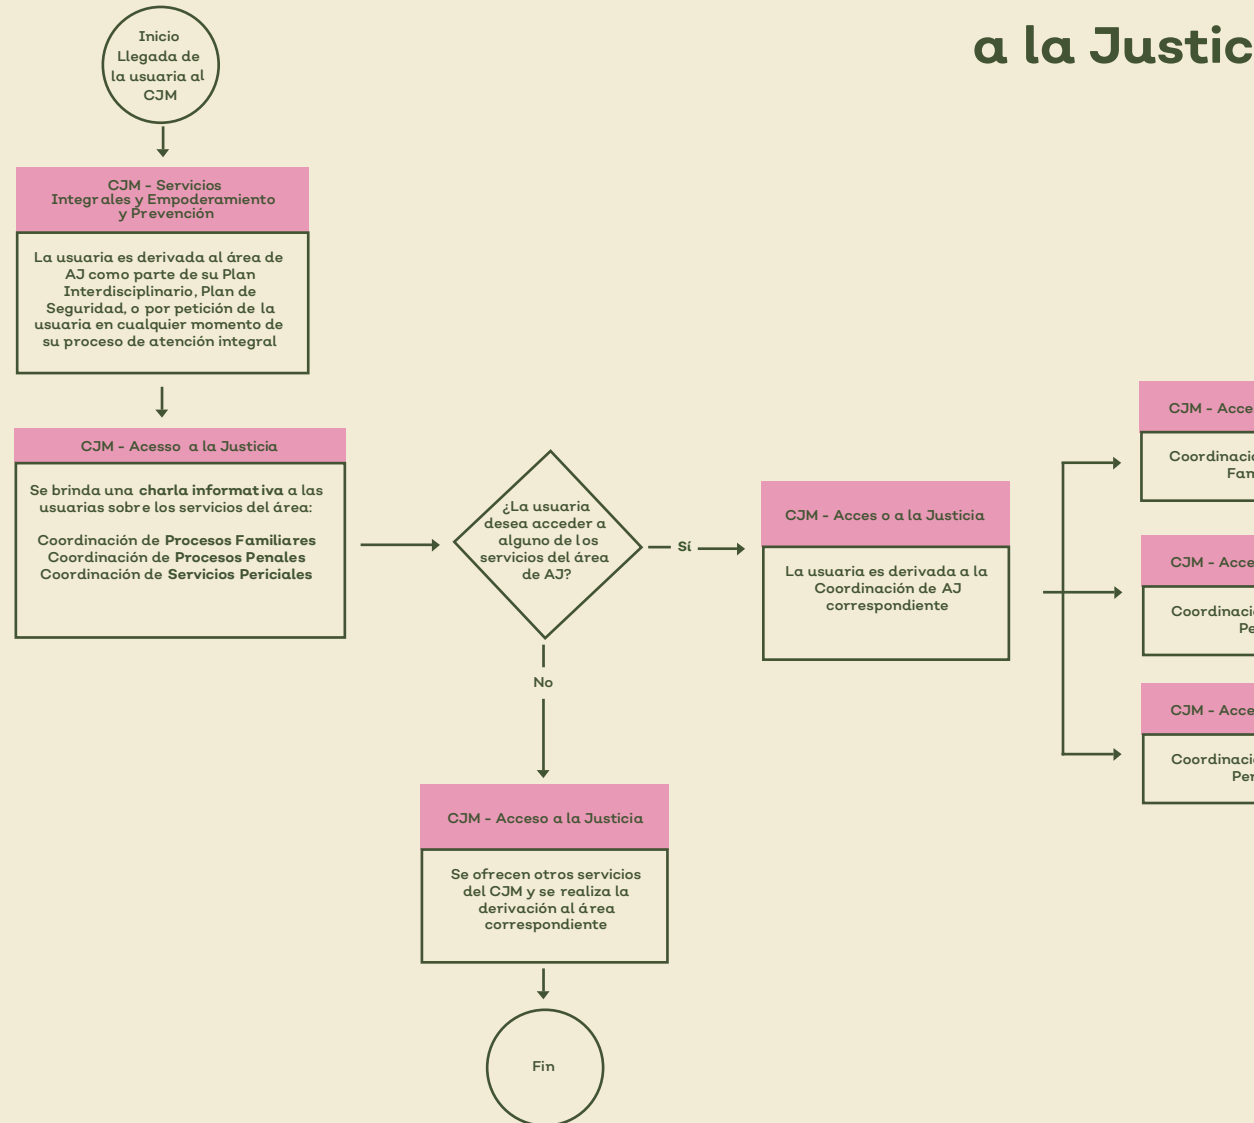 a la Justic
Inicio
Llegada de
la usuaria al
CJM
CJM - Servicios
Integrales y Empoderamiento
y Prevención
La usuaria es derivada al área de
AJ como parte de su Plan
Interdisciplinario, Plan de
Seguridad, o por petición de la
usuaria en cualquier momento de
su proceso de atención integral
CJM - Acesso a la Justicia
Se brinda una charla informativa a las
usuarias sobre los servicios del área:
Coordinación de Procesos Familiares
Coordinación de Procesos Penales
Coordinación de Servicios Periciales
¿La usuaria
desea acceder a
alguno de los
servicios del área
de AJ?
Sí
No
CJM - Acces o a la Justicia
La usuaria es derivada a la
Coordinación de AJ
correspondiente
CJM - Acce
Coordinació
Fam
CJM - Acce
Coordinació
Pe
CJM - Acce
Coordinació
Per
CJM - Acceso a la Justicia
Se ofrecen otros servicios
del CJM y se realiza la
derivación al área
correspondiente
Fin